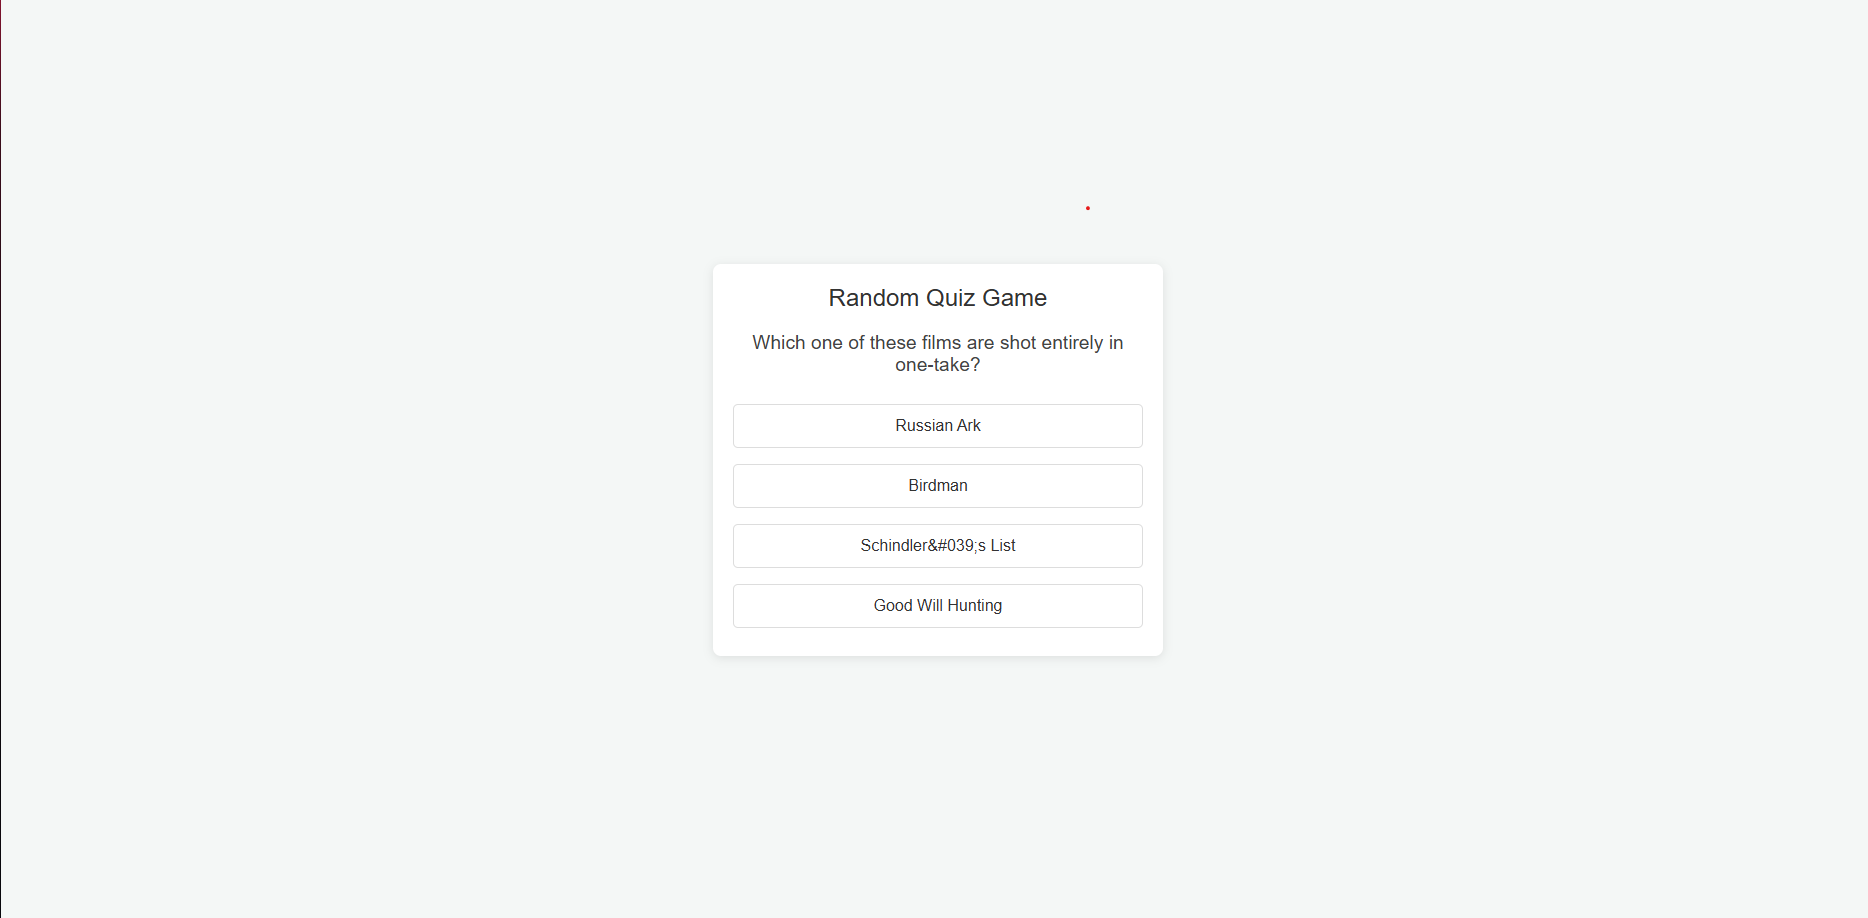 Random Quiz Game
Which one of these films are shot entirely in
one-take?
Russian Ark
Birdman
Schindler&#039;s List
Good Will Hunting